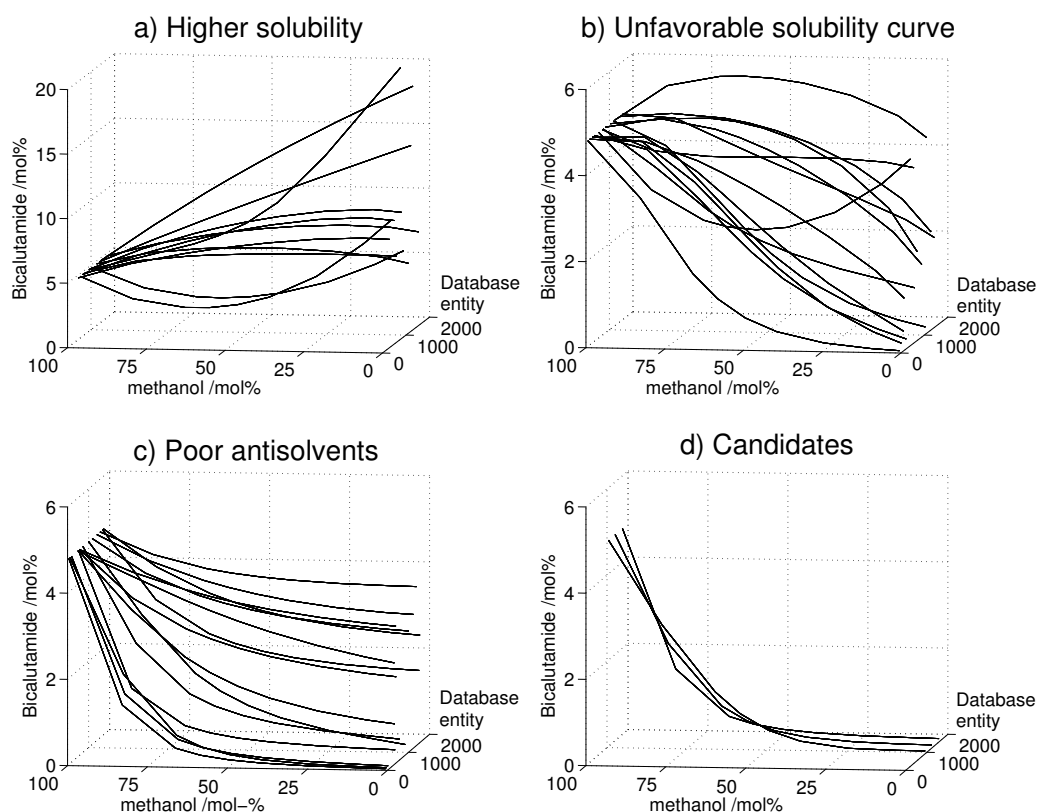 a) Higher solubility
20
15
10
5
0
Bicalutamide /mol%
100
75
50
25
0
methanol /mol%
0
1000
2000
Database
entity
b) Unfavorable solubility curve
6
4
2
0
Bicalutamide /mol%
100
75
50
25
0
methanol /mol%
0
1000
2000
Database
entity
c) Poor antisolvents
6
4
2
0
Bicalutamide /mol%
100
75
50
25
0
methanol /mol−%
0
1000
2000
Database
entity
d) Candidates
6
4
2
0
Bicalutamide /mol%
100
75
50
25
0
methanol /mol%
0
1000
2000
Database
entity